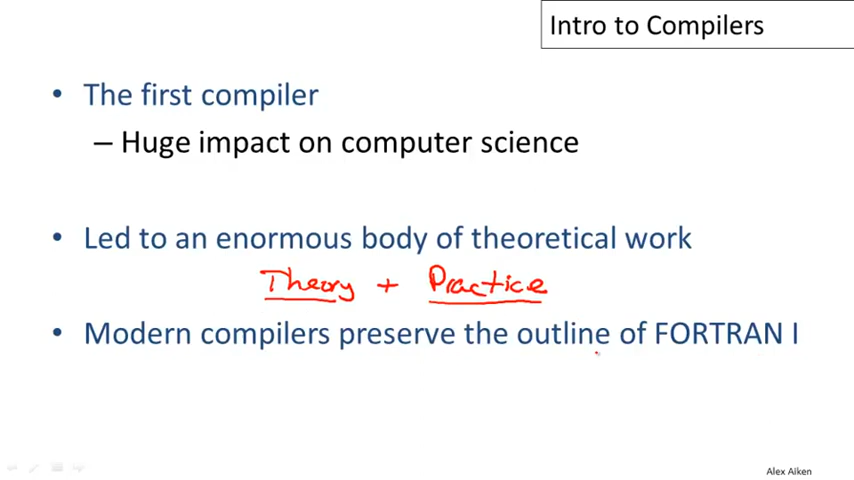 Intro to Compilers
• The first compiler
– Huge impact on computer science
• Led to an enormous body of theoretical work
Theory + Practice
• Modern compilers preserve the outline of FORTRAN I
Alex Aiken